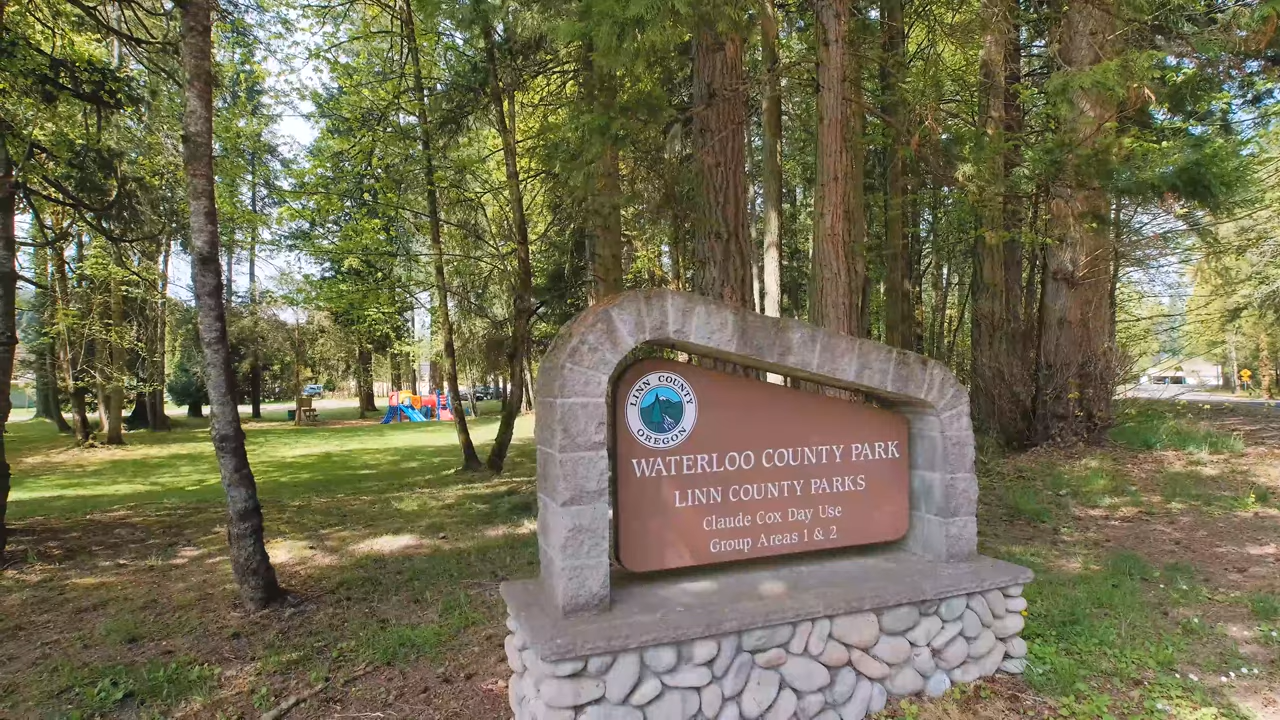 LINN COUNTY
OREGON
WATERLOO COUNTY PARK
LINN COUNTY PARKS
Claude Cox Day Use
Group Areas 1 & 2